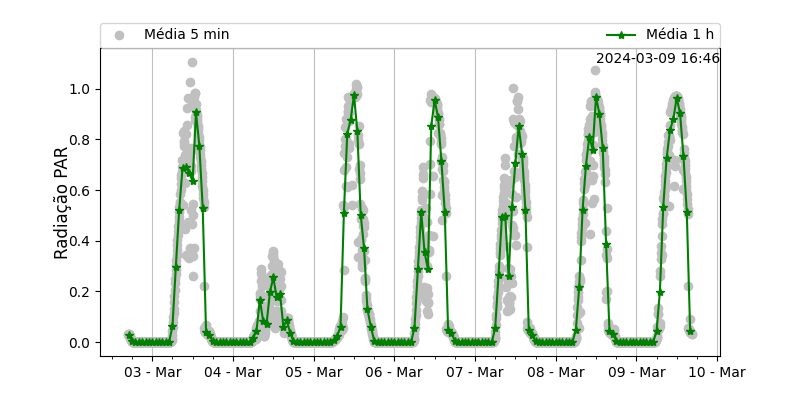 Média 5 min
Média 1 h
2024-03-09 16:46
Radiação PAR
1.0
0.8
0.6
0.4
0.2
0.0
03 - Mar
04 - Mar
05 - Mar
06 - Mar
07 - Mar
08 - Mar
09 - Mar
10 - Mar